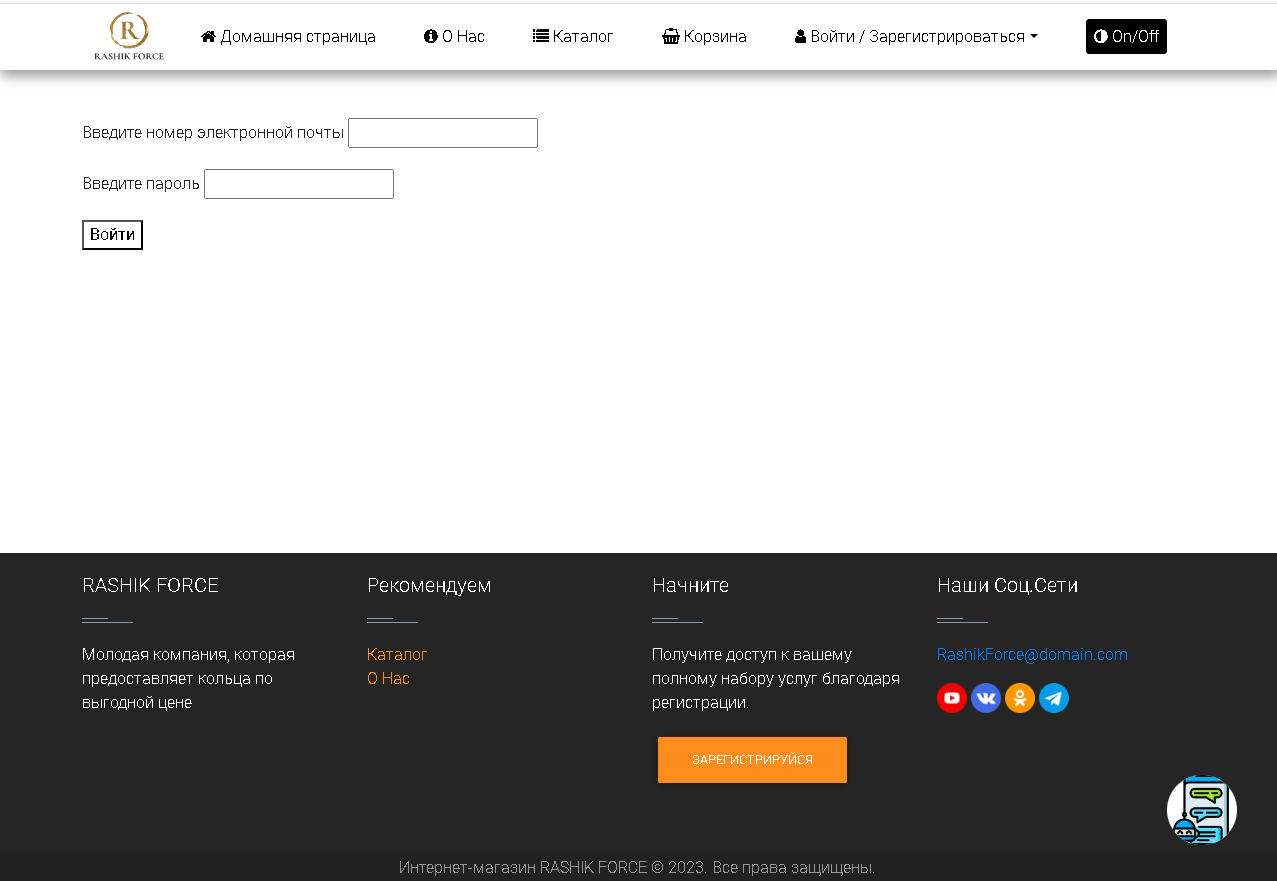 RASHIK FORCE
Домашняя страница
О Нас
Каталог
Корзина
Войти / Зарегистрироваться
On/Off
Введите номер электронной почты
Введите пароль
Войти
RASHIK FORCE
Молодая компания, которая
предоставляет кольца по
выгодной цене
Рекомендуем
Каталог
О Нас
Начните
Получите доступ к вашему
полному набору услуг благодаря
регистрации.
ЗАРЕГИСТРИРУЙСЯ
Наши Соц.Сети
RashikForce@domain.com
Интернет-магазин RASHIK FORCE © 2023. Все права защищены.